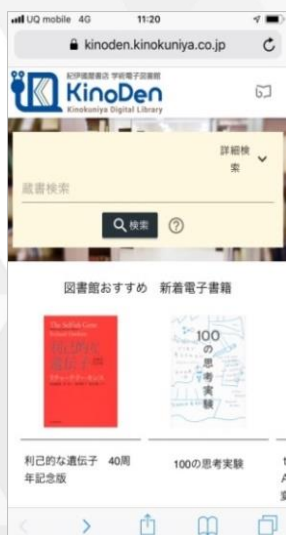 UQ mobile 4G 11:20
kinoden.kinokuniya.co.jp
紀伊國屋書店 学術電子図書館
KinoDen
Kinokuniya Digital Library
詳細検
索
蔵書検索
検索
図書館おすすめ 新着電子書籍
The Selfish Gene
利己的な
遺伝子
100
の
思
考
実
験
利己的な遺伝子 40周
年記念版
100の思考実験